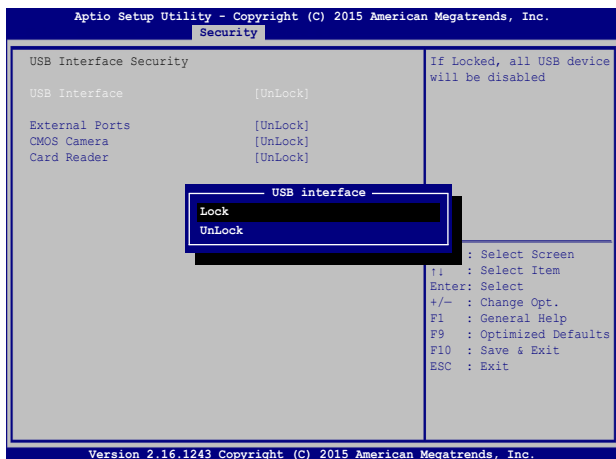 Aptio Setup Utility - Copyright (C) 2015 American Megatrends, Inc.
Security
USB Interface Security
USB Interface [UnLock]
External Ports [UnLock]
CMOS Camera [UnLock]
Card Reader [UnLock]
If Locked, all USB device
will be disabled
USB interface
Lock
UnLock
: Select Screen
↑↓ : Select Item
Enter: Select
+/— : Change Opt.
F1 : General Help
F9 : Optimized Defaults
F10 : Save & Exit
ESC : Exit
Version 2.16.1243 Copyright (C) 2015 American Megatrends, Inc.